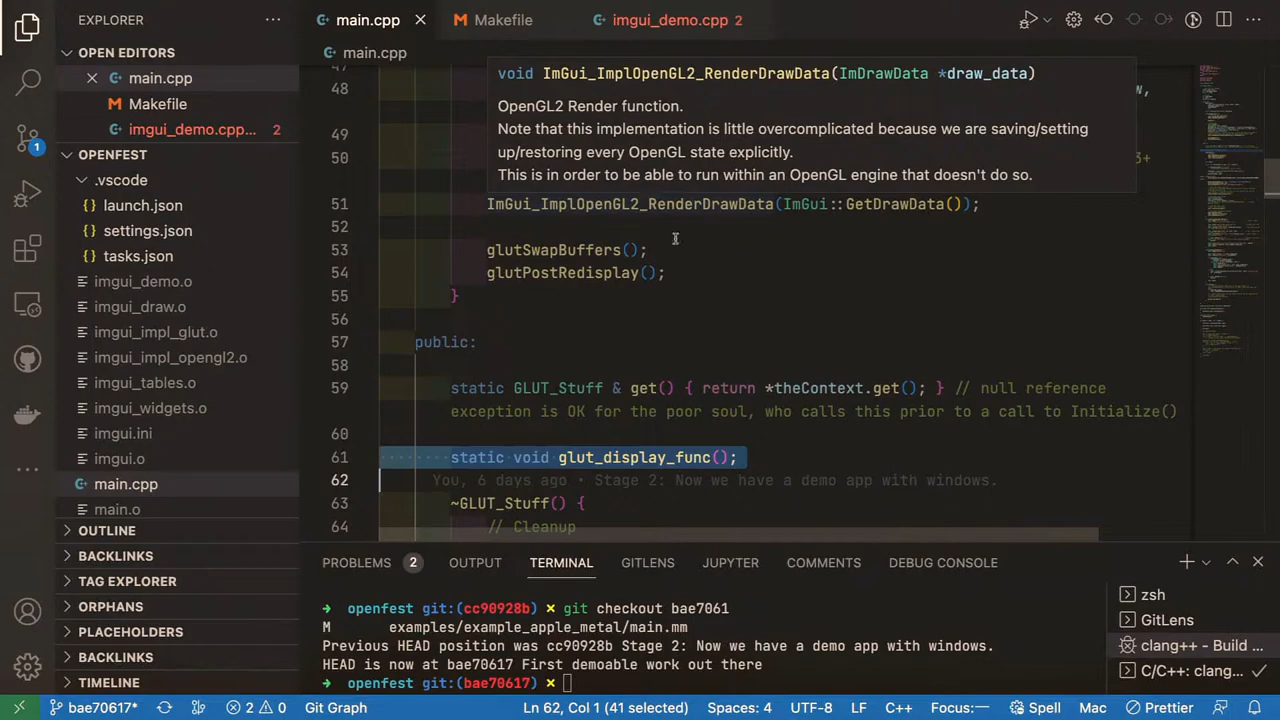 EXPLORER
OPEN EDITORS
main.cpp
Makefile
imgui_demo.cpp... 2
OPENFEST
.vscode
launch.json
settings.json
tasks.json
imgui_demo.o
imgui_draw.o
imgui_impl_glut.o
imgui_impl_opengl2.o
imgui_tables.o
imgui_widgets.o
imgui.ini
imgui.o
main.cpp
main.o
OUTLINE
BACKLINKS
TAG EXPLORER
ORPHANS
PLACEHOLDERS
BACKLINKS
TIMELINE
1
main.cpp
Makefile
imgui_demo.cpp 2
main.cpp
void ImGui_ImplOpenGL2_RenderDrawData(ImDrawData *draw_data)
OpenGL2 Render function.
Note that this implementation is little overcomplicated because we are saving/setting
up/restoring every OpenGL state explicitly.
This is in order to be able to run within an OpenGL engine that doesn't do so.
47
48
49
50 3+
51 ImGui_ImplOpenGL2_RenderDrawData(ImGui::GetDrawData());
52
53 glutSwapBuffers();
54 glutPostRedisplay();
55 }
56
57 public:
58
59 static GLUT_Stuff & get() { return *theContext.get(); } // null reference
exception is OK for the poor soul, who calls this prior to a call to Initialize()
60
61 static void glut_display_func();
62 You, 6 days ago • Stage 2: Now we have a demo app with windows.
63 ~GLUT_Stuff() {
64 // Cleanup
PROBLEMS 2 OUTPUT TERMINAL GITLENS JUPYTER COMMENTS DEBUG CONSOLE
➜ openfest git:(cc90928b) ✗ git checkout bae7061
M examples/example_apple_metal/main.mm
Previous HEAD position was cc90928b Stage 2: Now we have a demo app with windows.
HEAD is now at bae70617 First demoable work out there
➜ openfest git:(bae70617) ✗
zsh
GitLens
clang++ - Build ...
C/C++: clang...
bae70617* 2 0 Git Graph Ln 62, Col 1 (41 selected) Spaces: 4 UTF-8 LF C++ Focus:— Spell Mac Prettier